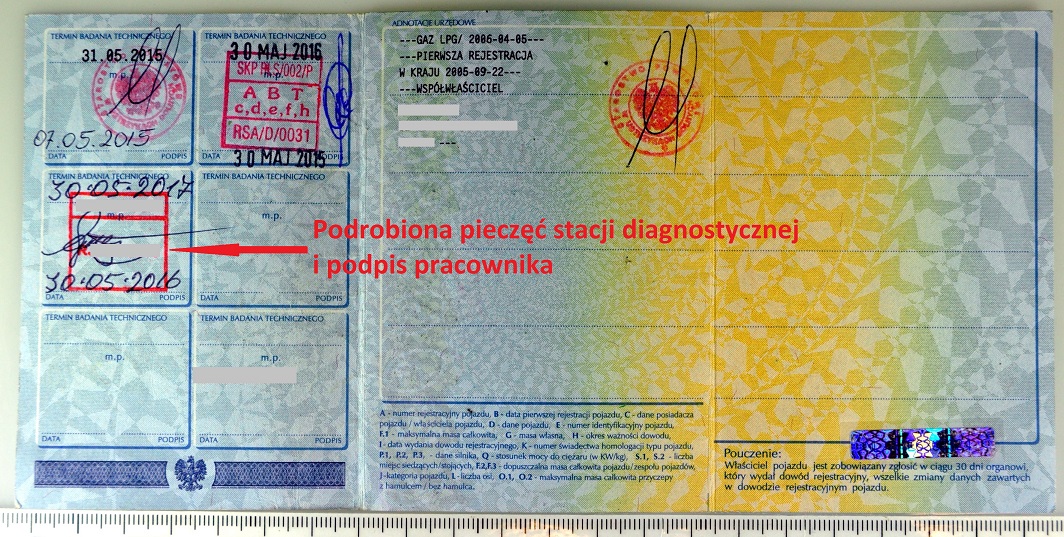 TERMIN BADANIA TECHNICZNEGO
31.05.2015
m.p.
07.05.2015
DATA PODPIS
TERMIN BADANIA TECHNICZNEGO
30 MAJ 2016
SKP RLS/002/P
A B T
c,d,e,f,h
RSA/D/0031
30 MAJ 2015
DATA PODPIS
TERMIN BADANIA TECHNICZNEGO
30.05.2017
m.p.
30.05.2016
DATA PODPIS
TERMIN BADANIA TECHNICZNEGO
m.p.
DATA PODPIS
TERMIN BADANIA TECHNICZNEGO
m.p.
DATA PODPIS
TERMIN BADANIA TECHNICZNEGO
m.p.
DATA PODPIS
ADNOTACJE URZĘDOWE
---GAZ LPG/ 2006-04-05---
---PIERWSZA REJESTRACJA
W KRAJU 2005-09-22---
---WSPÓŁWŁAŚCICIEL
---
Podrobiona pieczęć stacji diagnostycznej
i podpis pracownika
A - numer rejestracyjny pojazdu, B - data pierwszej rejestracji pojazdu, C - dane posiadacza
pojazdu / właściciela pojazdu, D - dane pojazdu, E - numer identyfikacyjny pojazdu,
F.1 - maksymalna masa całkowita, G - masa własna, H - okres ważności dowodu,
I - data wydania dowodu rejestracyjnego, K - numer świadectwa homologacji typu pojazdu,
P.1, P.2, P.3, - dane silnika, Q - stosunek mocy do ciężaru (w KW/kg), S.1, S.2 - liczba
miejsc siedzących/stojących, F.2,F.3 - dopuszczalna masa całkowita pojazdu/zespołu pojazdów,
J - kategoria pojazdu, L - liczba osi, O.1, O.2 - maksymalna masa całkowita przyczepy
z hamulcem / bez hamulca.
Pouczenie:
Właściciel pojazdu jest zobowiązany zgłosić w ciągu 30 dni organowi,
który wydał dowód rejestracyjny, wszelkie zmiany danych zawartych
w dowodzie rejestracyjnym pojazdu.